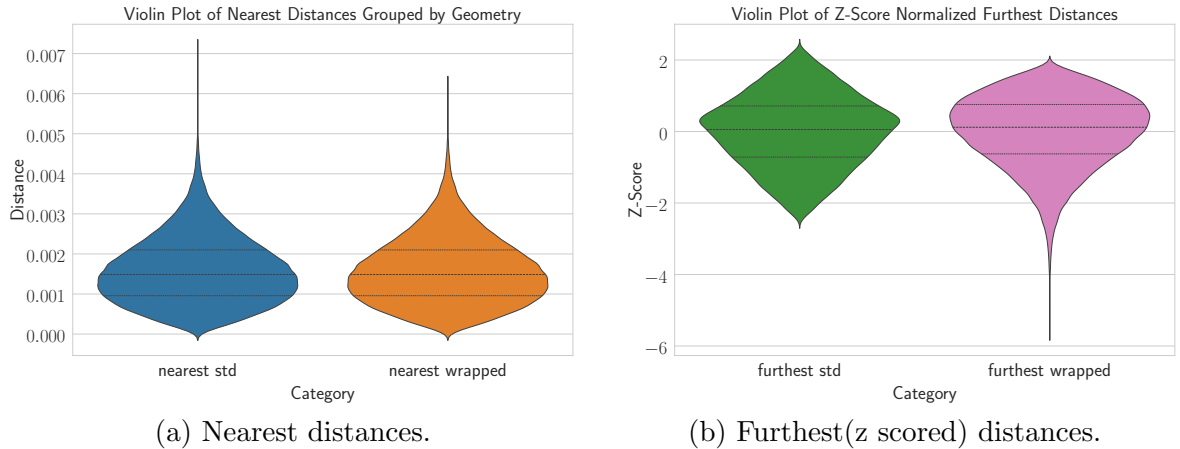 Violin Plot of Nearest Distances Grouped by Geometry
Distance
0.007
0.006
0.005
0.004
0.003
0.002
0.001
0.000
nearest std
nearest wrapped
Category
(a) Nearest distances.
Violin Plot of Z-Score Normalized Furthest Distances
Z-Score
2
0
−2
−4
−6
furthest std
furthest wrapped
Category
(b) Furthest(z scored) distances.